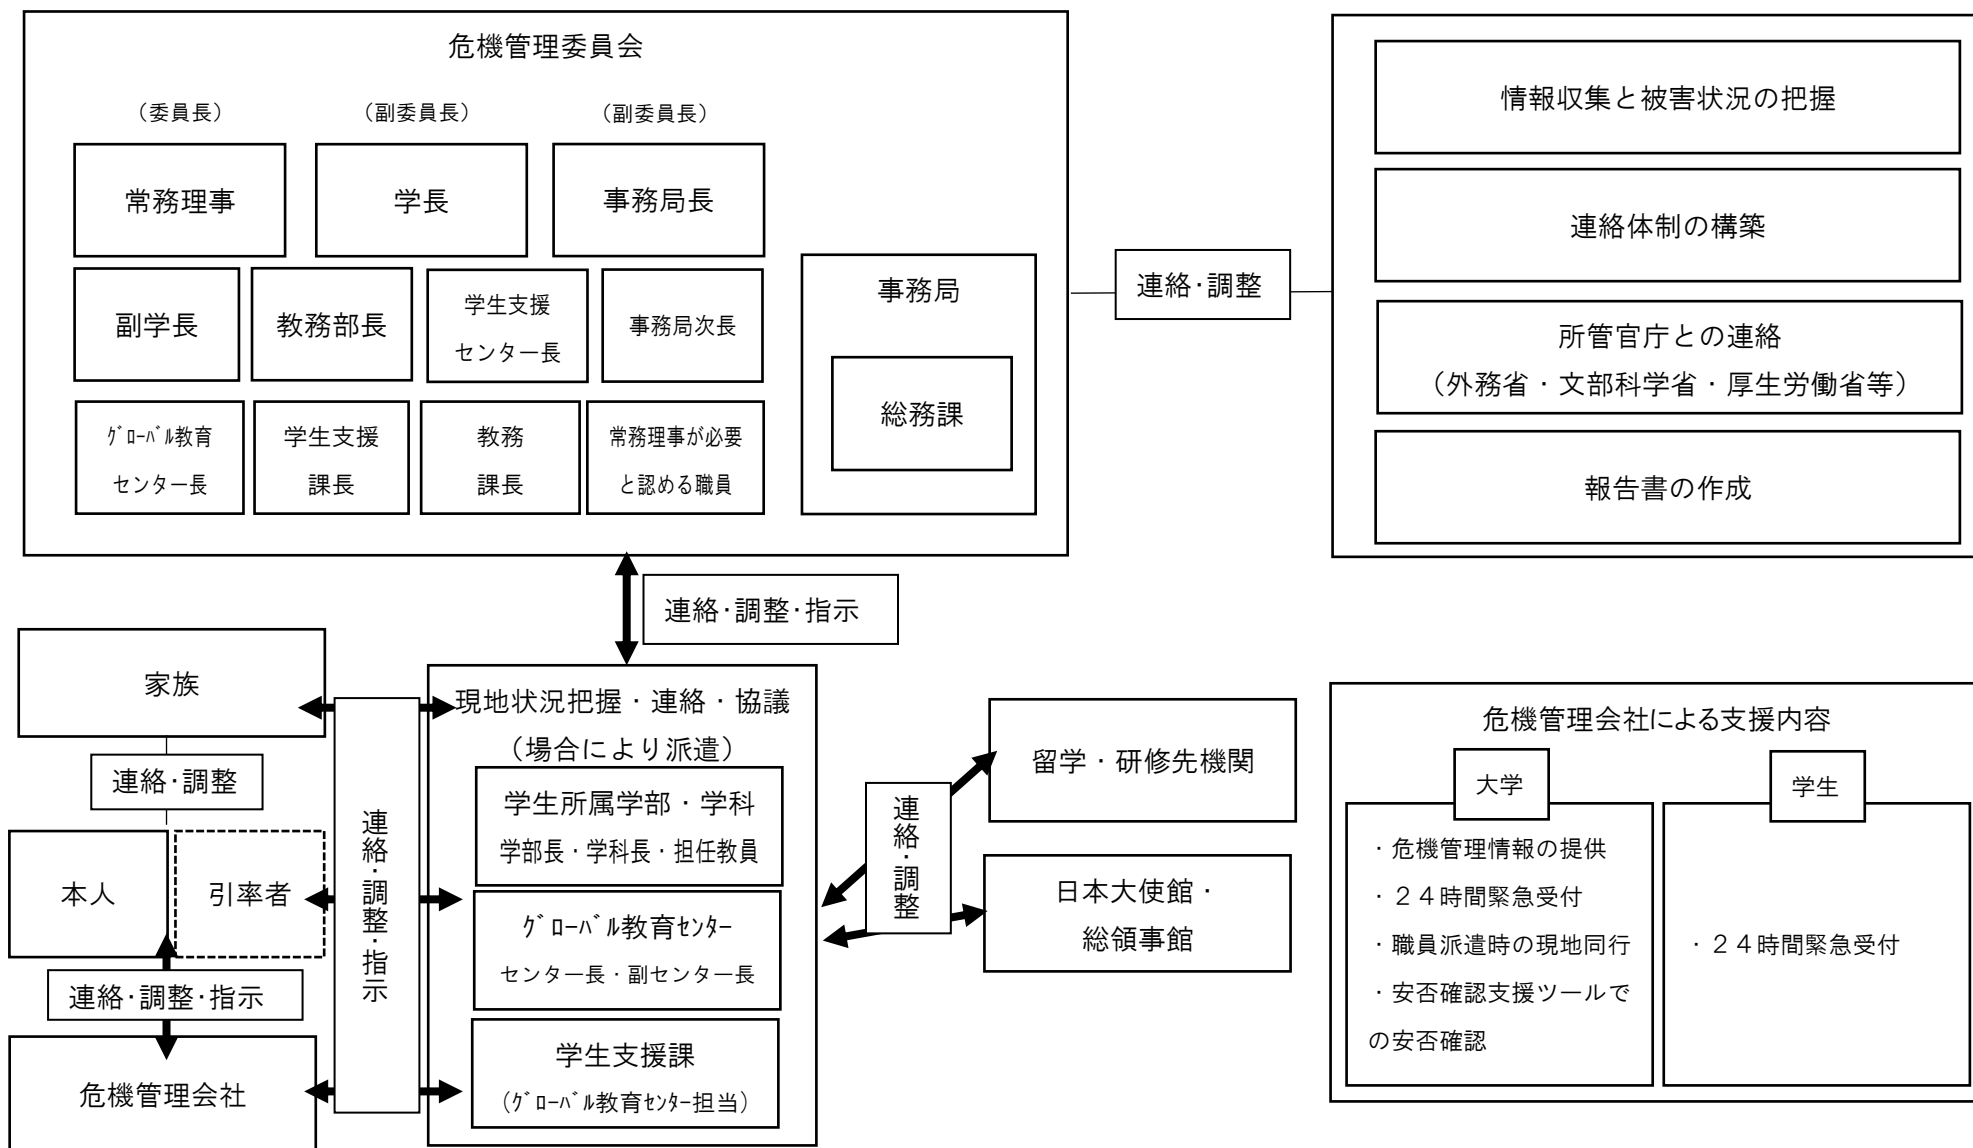 危機管理委員会
（委員長）
（副委員長）
（副委員長）
常務理事
学長
事務局長
副学長
教務部長
学生支援
センター長
事務局次長
ｸﾞﾛｰﾊﾞﾙ教育
センター長
学生支援
課長
教務
課長
常務理事が必要
と認める職員
事務局
総務課
連絡･調整
情報収集と被害状況の把握
連絡体制の構築
所管官庁との連絡
（外務省・文部科学省・厚生労働省等）
報告書の作成
連絡･調整･指示
家族
連絡･調整
本人
引率者
連絡･調整･指示
危機管理会社
連絡･調整･指示
現地状況把握・連絡・協議
（場合により派遣）
学生所属学部・学科
学部長・学科長・担任教員
ｸﾞﾛｰﾊﾞﾙ教育ｾﾝﾀｰ
センター長・副センター長
学生支援課
（ｸﾞﾛｰﾊﾞﾙ教育ｾﾝﾀｰ担当）
連絡･調整
留学・研修先機関
日本大使館・
総領事館
危機管理会社による支援内容
大学
・危機管理情報の提供
・２４時間緊急受付
・職員派遣時の現地同行
・安否確認支援ツールで
の安否確認
学生
・２４時間緊急受付